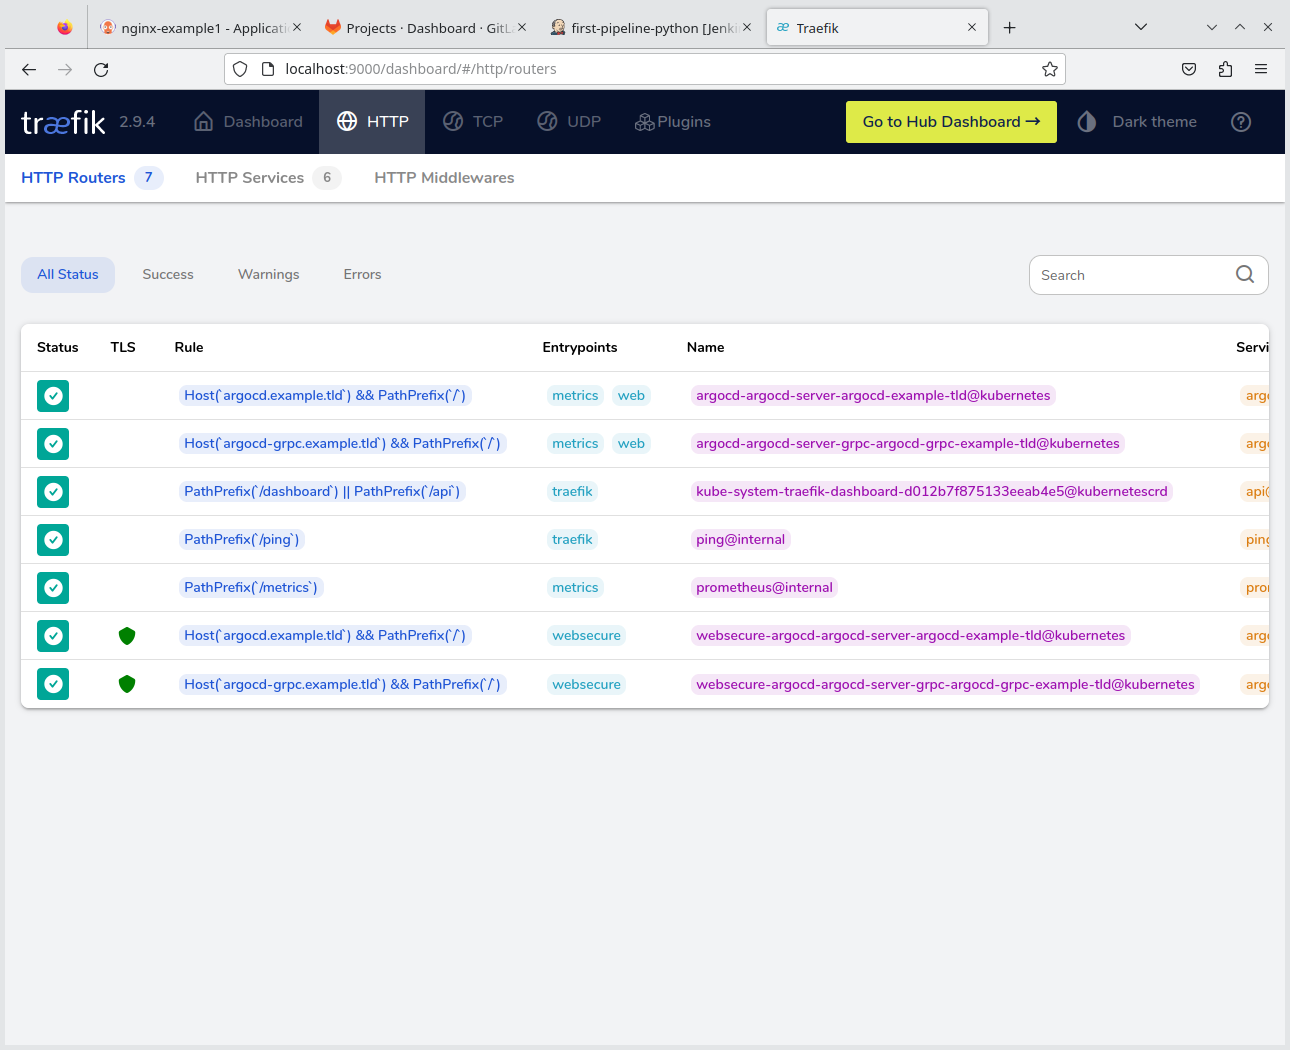 nginx-example1 - Applicati
Projects · Dashboard · GitL
first-pipeline-python [Jenki
Traefik
localhost:9000/dashboard/#/http/routers
træfik 2.9.4 Dashboard HTTP TCP UDP Plugins Go to Hub Dashboard → Dark theme
HTTP Routers 7 HTTP Services 6 HTTP Middlewares
All Status Success Warnings Errors Search
Status TLS Rule Entrypoints Name Servi
Host(`argocd.example.tld`) && PathPrefix(`/`) metrics web argocd-argocd-server-argocd-example-tld@kubernetes argo
Host(`argocd-grpc.example.tld`) && PathPrefix(`/`) metrics web argocd-argocd-server-grpc-argocd-grpc-example-tld@kubernetes argo
PathPrefix(`/dashboard`) || PathPrefix(`/api`) traefik kube-system-traefik-dashboard-d012b7f875133eeab4e5@kubernetescrd api@
PathPrefix(`/ping`) traefik ping@internal ping
PathPrefix(`/metrics`) metrics prometheus@internal pro
Host(`argocd.example.tld`) && PathPrefix(`/`) websecure websecure-argocd-argocd-server-argocd-example-tld@kubernetes argo
Host(`argocd-grpc.example.tld`) && PathPrefix(`/`) websecure websecure-argocd-argocd-server-grpc-argocd-grpc-example-tld@kubernetes argo